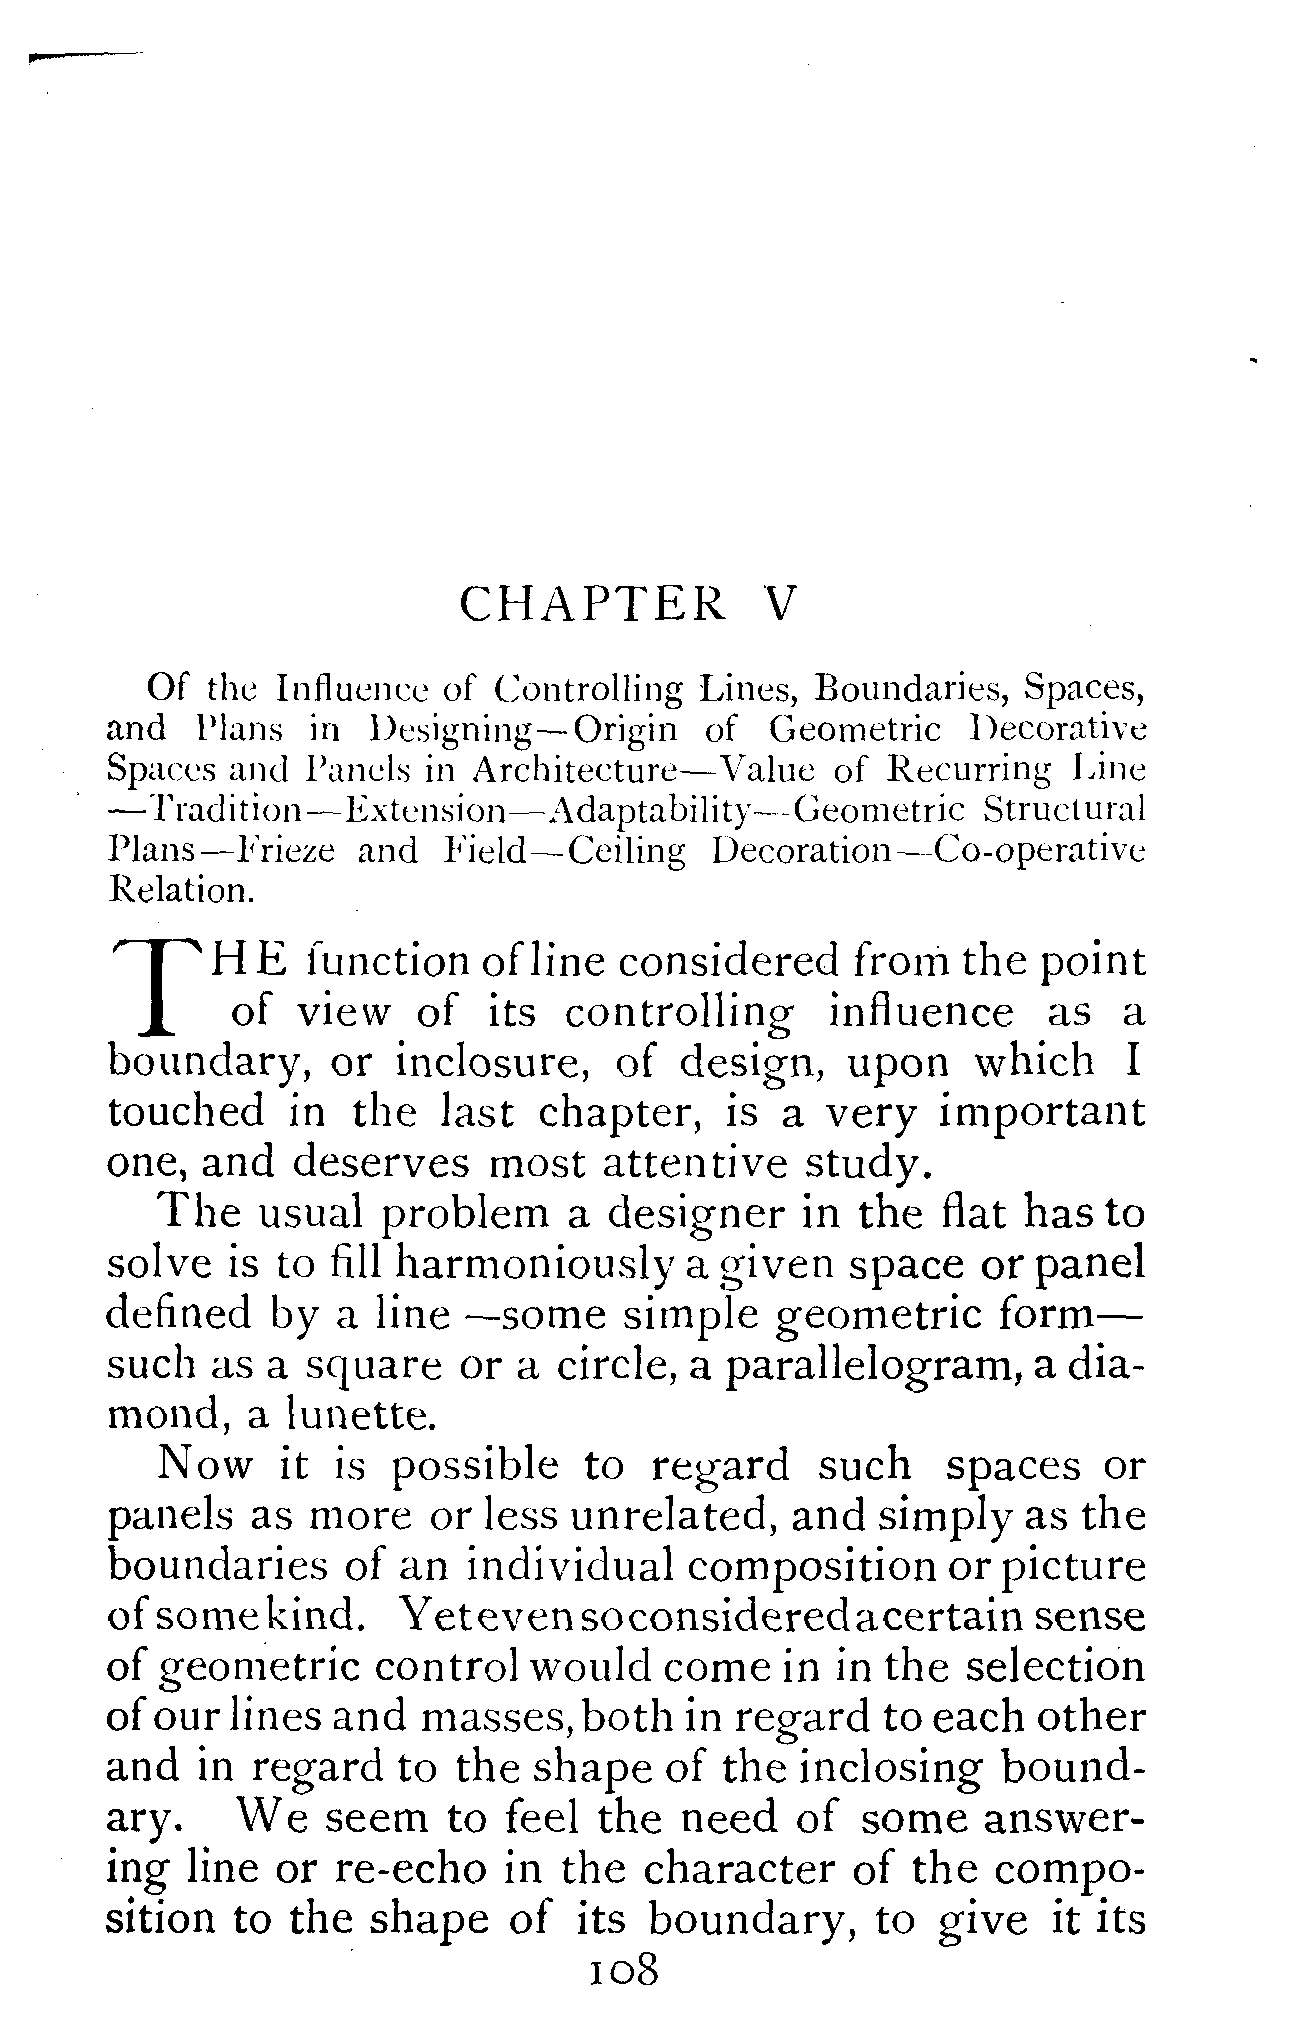 CHAPTER V
Of the Influence of Controlling Lines, Boundaries, Spaces,
and Plans in Designing—Origin of Geometric Decorative
Spaces and Panels in Architecture—Value of Recurring Line
—Tradition—Extension—Adaptability—Geometric Structural
Plans—Frieze and Field—Ceiling Decoration—Co-operative
Relation.
THE function of line considered from the point
of view of its controlling influence as a
boundary, or inclosure, of design, upon which I
touched in the last chapter, is a very important
one, and deserves most attentive study.
The usual problem a designer in the flat has to
solve is to fill harmoniously a given space or panel
defined by a line—some simple geometric form—
such as a square or a circle, a parallelogram, a dia-
mond, a lunette.
Now it is possible to regard such spaces or
panels as more or less unrelated, and simply as the
boundaries of an individual composition or picture
of some kind. Yet even so considered a certain sense
of geometric control would come in in the selection
of our lines and masses, both in regard to each other
and in regard to the shape of the inclosing bound-
ary. We seem to feel the need of some answer-
ing line or re-echo in the character of the compo-
sition to the shape of its boundary, to give it its
108